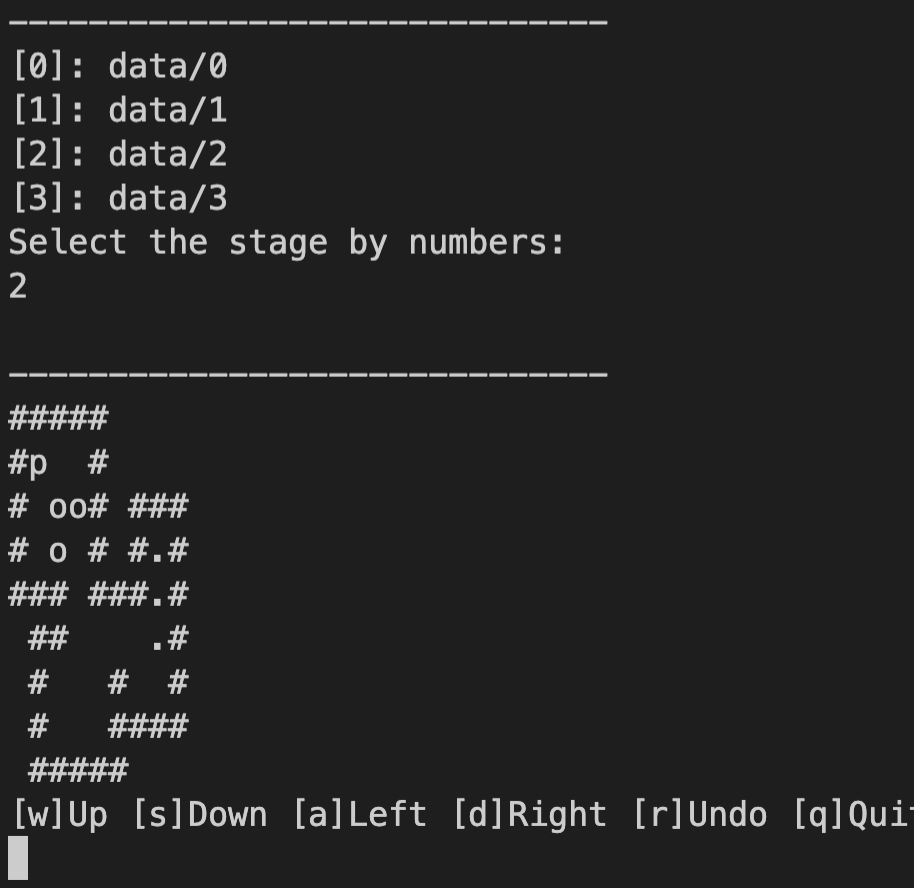 ------------------------------
[0]: data/0
[1]: data/1
[2]: data/2
[3]: data/3
Select the stage by numbers:
2

------------------------------
#####
#p  #
# oo# ###
# o # #.#
### ###.#
 ##    .#
 #   #  #
 #   ####
 #####
[w]Up [s]Down [a]Left [d]Right [r]Undo [q]Qui